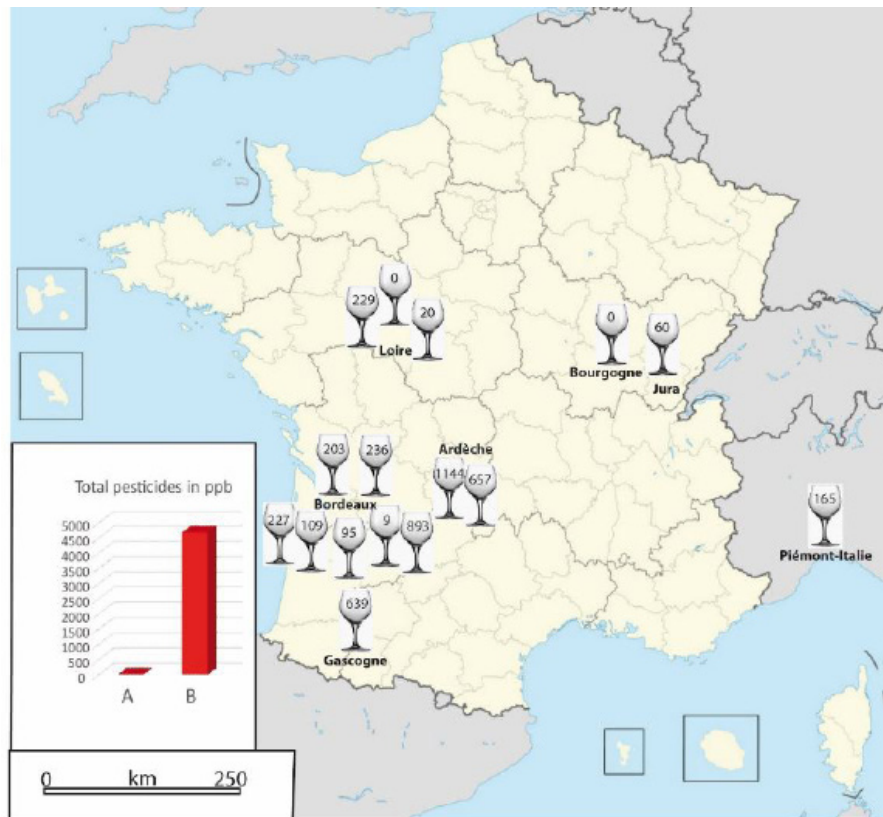 0
229
20
Loire
0
60
Bourgogne
Jura
203
236
Bordeaux
Ardèche
1144
657
227
109
95
9
893
165
Piémont-Italie
639
Gascogne
Total pesticides in ppb
5000
4500
4000
3500
3000
2500
2000
1500
1000
500
0
A B
0 km 250